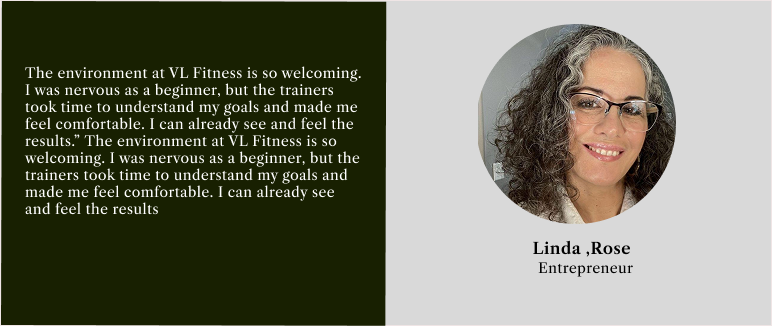 The environment at VL Fitness is so welcoming.
I was nervous as a beginner, but the trainers
took time to understand my goals and made me
feel comfortable. I can already see and feel the
results.” The environment at VL Fitness is so
welcoming. I was nervous as a beginner, but the
trainers took time to understand my goals and
made me feel comfortable. I can already see
and feel the results
Linda ,Rose
Entrepreneur